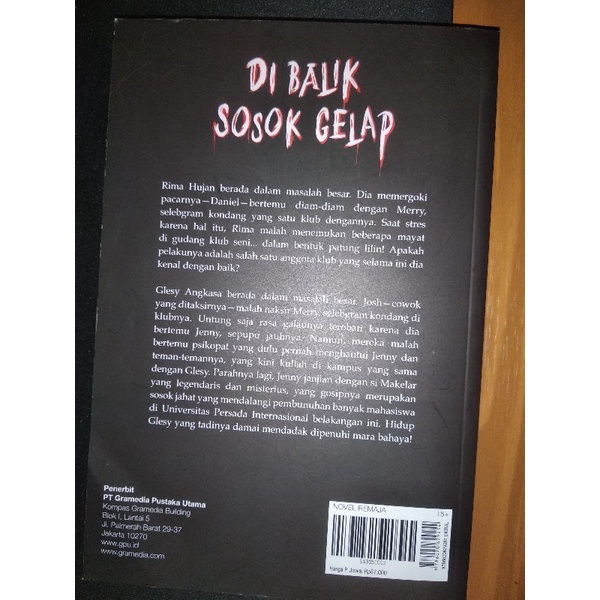 DI BALIK
SOSOK GELAP
Rima Hujan berada dalam masalah besar. Dia memergoki
pacarnya—Daniel—bertemu diam-diam dengan Merry,
selebgram kondang yang satu klub dengannya. Saat stres
karena hal itu, Rima malah menemukan beberapa mayat
di gudang klub seni... dalam bentuk patung lilin! Apakah
pelakunya adalah salah satu anggota klub yang selama ini dia
kenal dengan baik?
Glesy Angkasa berada dalam masalah besar. Josh—cowok
yang ditaksirnya—malah naksir Merry, selebgram kondang di
klubnya. Untung saja rasa galaunya terobati karena dia
bertemu Jenny, sepupu jauhnya. Namun, mereka malah
bertemu psikopat yang dulu pernah menghantui Jenny dan
teman-temannya, yang kini kuliah di kampus yang sama
dengan Glesy. Parahnya lagi, Jenny janjian dengan si Makelar
yang legendaris dan misterius, yang gosipnya merupakan
sosok jahat yang mendalangi pembunuhan banyak mahasiswa
di Universitas Persada Internasional belakangan ini. Hidup
Glesy yang tadinya damai mendadak dipenuhi mara bahaya!
Penerbit
PT Gramedia Pustaka Utama
Kompas Gramedia Building
Blok I, Lantai 5
Jl. Palmerah Barat 29-37
Jakarta 10270
www.gpu.id
www.gramedia.com
NOVEL REMAJA
15+
Harga P. Jawa: Rp97.000